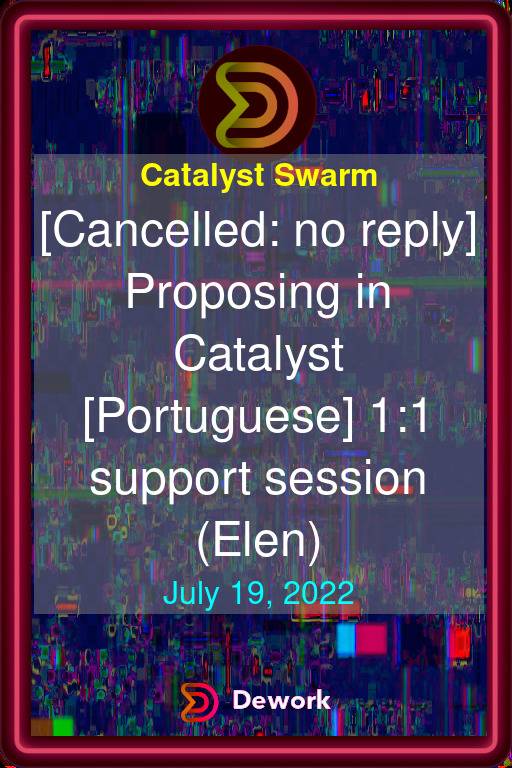 Catalyst Swarm
[Cancelled: no reply]
Proposing in
Catalyst
[Portuguese] 1:1
support session
(Elen)
July 19, 2022
Dework